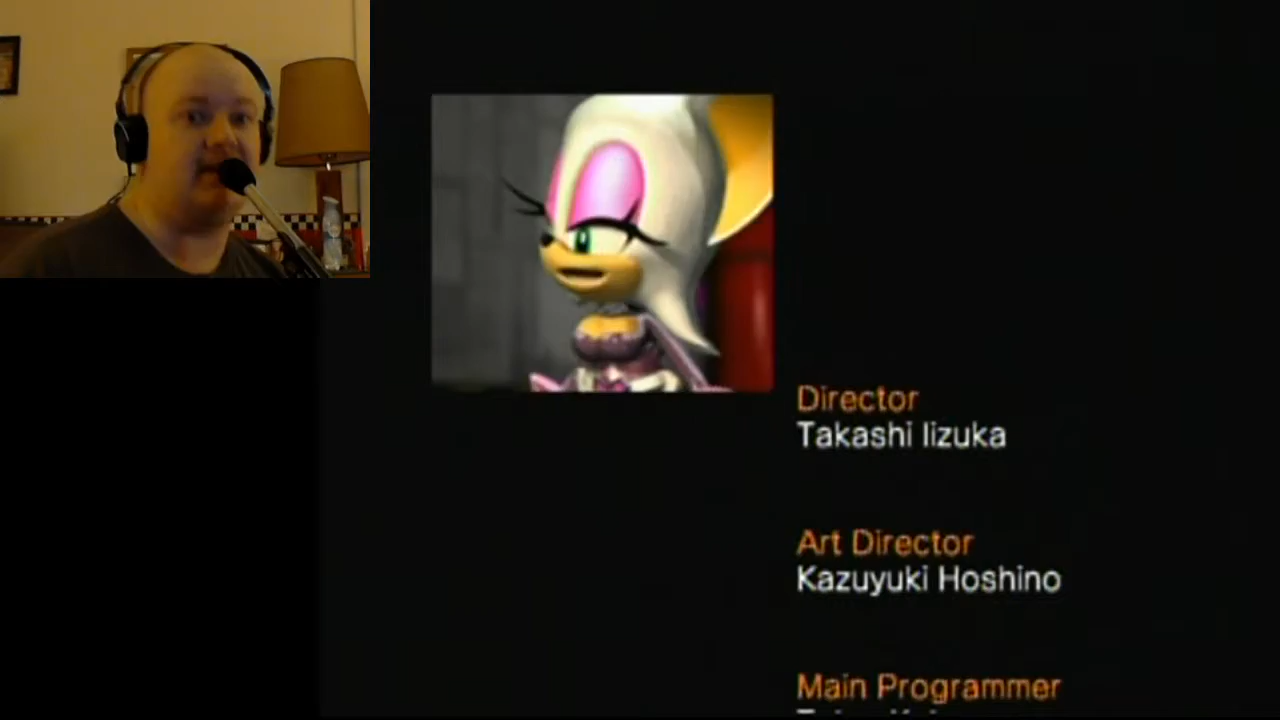 Director
Takashi Iizuka
Art Director
Kazuyuki Hoshino
Main Programmer